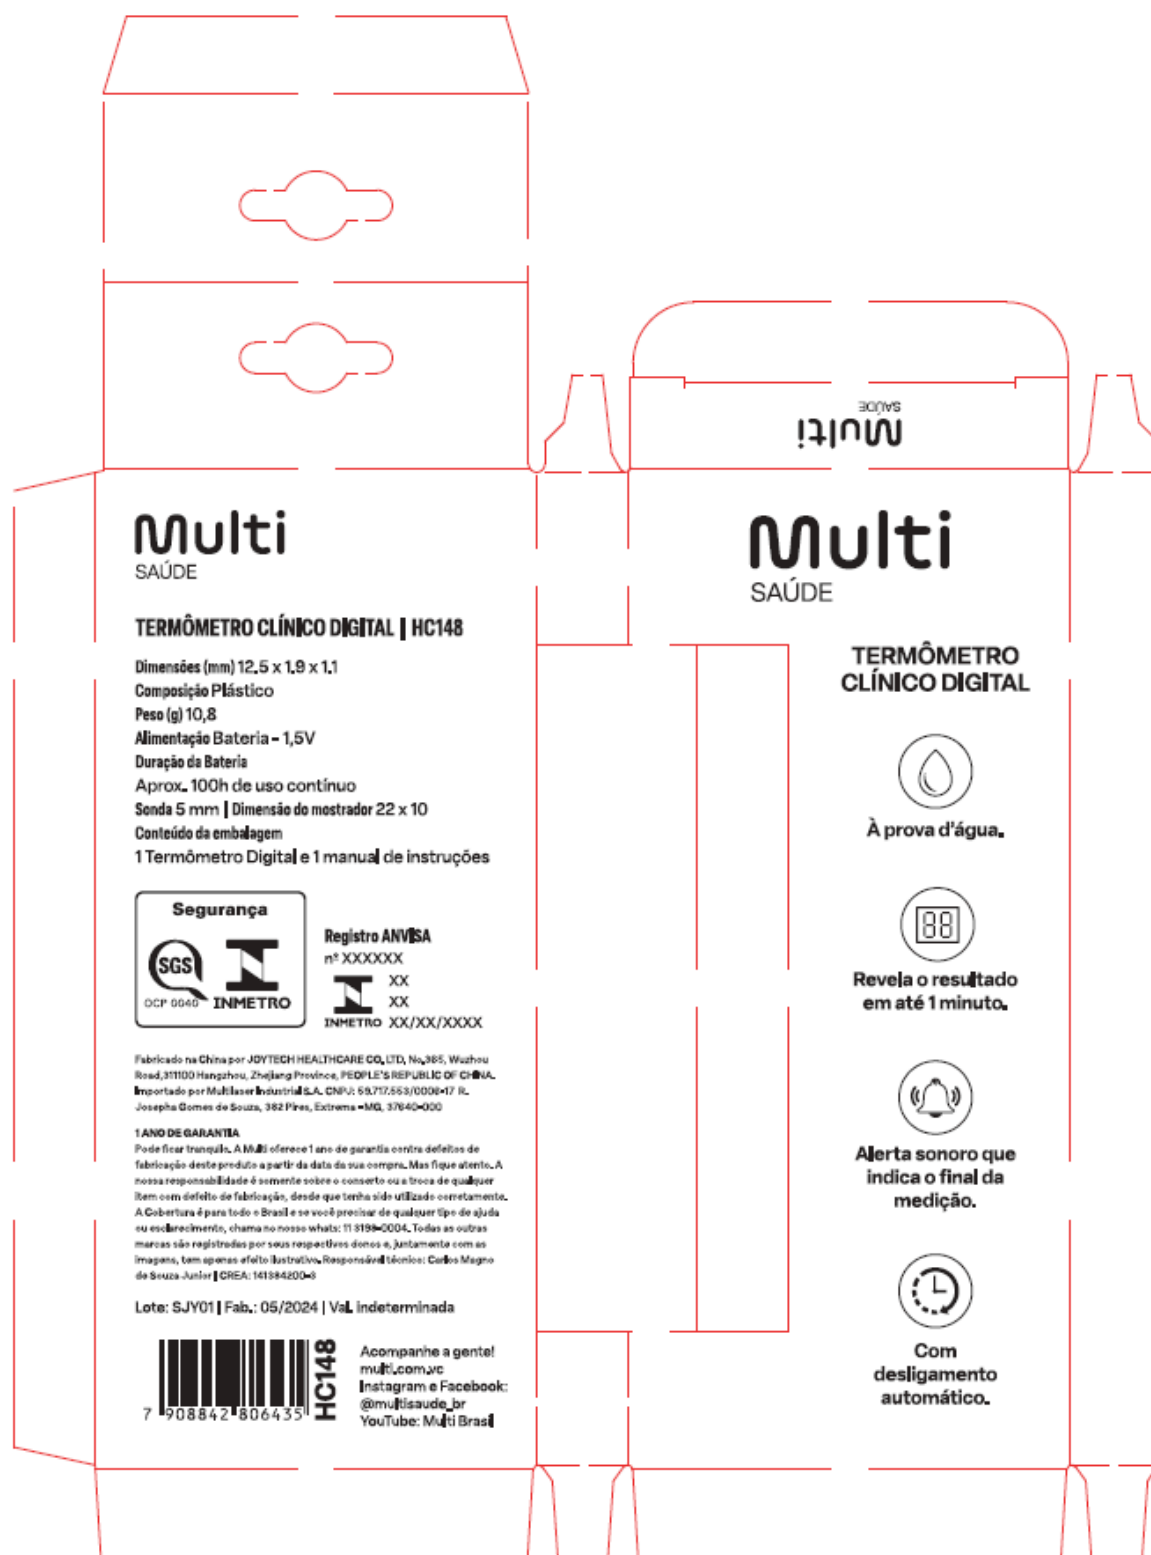 Multi
SAÚDE
Multi
SAÚDE
TERMÔMETRO CLÍNICO DIGITAL | HC148
Dimensões (mm) 12.5 x 1.9 x 1.1
Composição Plástico
Peso (g) 10,8
Alimentação Bateria - 1,5V
Duração da Bateria
Aprox. 100h de uso contínuo
Sonda 5 mm | Dimensão do mostrador 22 x 10
Conteúdo da embalagem
1 Termômetro Digital e 1 manual de instruções
Segurança
SGS
OCP 0040
INMETRO
Registro ANVISA
nº XXXXXX
XX
XX
INMETRO XX/XX/XXXX
Fabricado na China por JOYTECH HEALTHCARE CO, LTD, No.365, Wuzhou
Road,311100 Hangzhou, Zhejiang Province, PEOPLE'S REPUBLIC OF CHINA.
Importado por Multilaser Industrial S.A. CNPJ: 59.717.553/0006-17 R.
Josepha Gomes de Souza, 382 Pires, Extrema -MG, 37640-000
1 ANO DE GARANTIA
Pode ficar tranquilo. A Multi oferece 1 ano de garantia contra defeitos de
fabricação deste produto a partir da data da sua compra. Mas fique atento. A
nossa responsabilidade é somente sobre o conserto ou a troca de qualquer
item com defeito de fabricação, desde que tenha sido utilizado corretamente.
A Cobertura é para todo o Brasil e se você precisar de qualquer tipo de ajuda
ou esclarecimento, chama no nosso whats: 11 3198-0004. Todas as outras
marcas são registradas por seus respectivos donos e, juntamente com as
imagens, tem apenas efeito ilustrativo. Responsável técnico: Carlos Magno
de Souza Junior | CREA: 141384200-3
Lote: SJY01 | Fab.: 05/2024 | Val. indeterminada
7 908842 806435
HC148
Acompanhe a gente!
multi.com.vc
Instagram e Facebook:
@multisaude_br
YouTube: Multi Brasil
Multi
SAÚDE
TERMÔMETRO
CLÍNICO DIGITAL
À prova d'água.
88
Revela o resultado
em até 1 minuto.
Alerta sonoro que
indica o final da
medição.
Com
desligamento
automático.